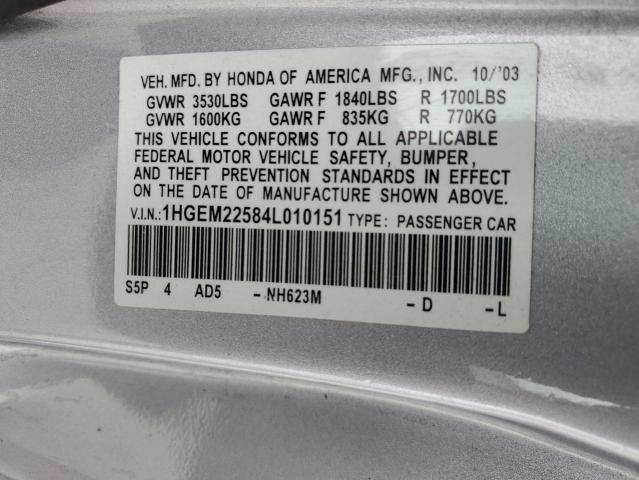 VEH. MFD. BY HONDA OF AMERICA MFG., INC. 10/'03
GVWR 3530LBS GAWR F 1840LBS R 1700LBS
GVWR 1600KG GAWR F 835KG R 770KG
THIS VEHICLE CONFORMS TO ALL APPLICABLE
FEDERAL MOTOR VEHICLE SAFETY, BUMPER,
AND THEFT PREVENTION STANDARDS IN EFFECT
ON THE DATE OF MANUFACTURE SHOWN ABOVE.
V.I.N.: 1HGEM22584L010151 TYPE: PASSENGER CAR
S5P 4 AD5 - NH623M - D - L